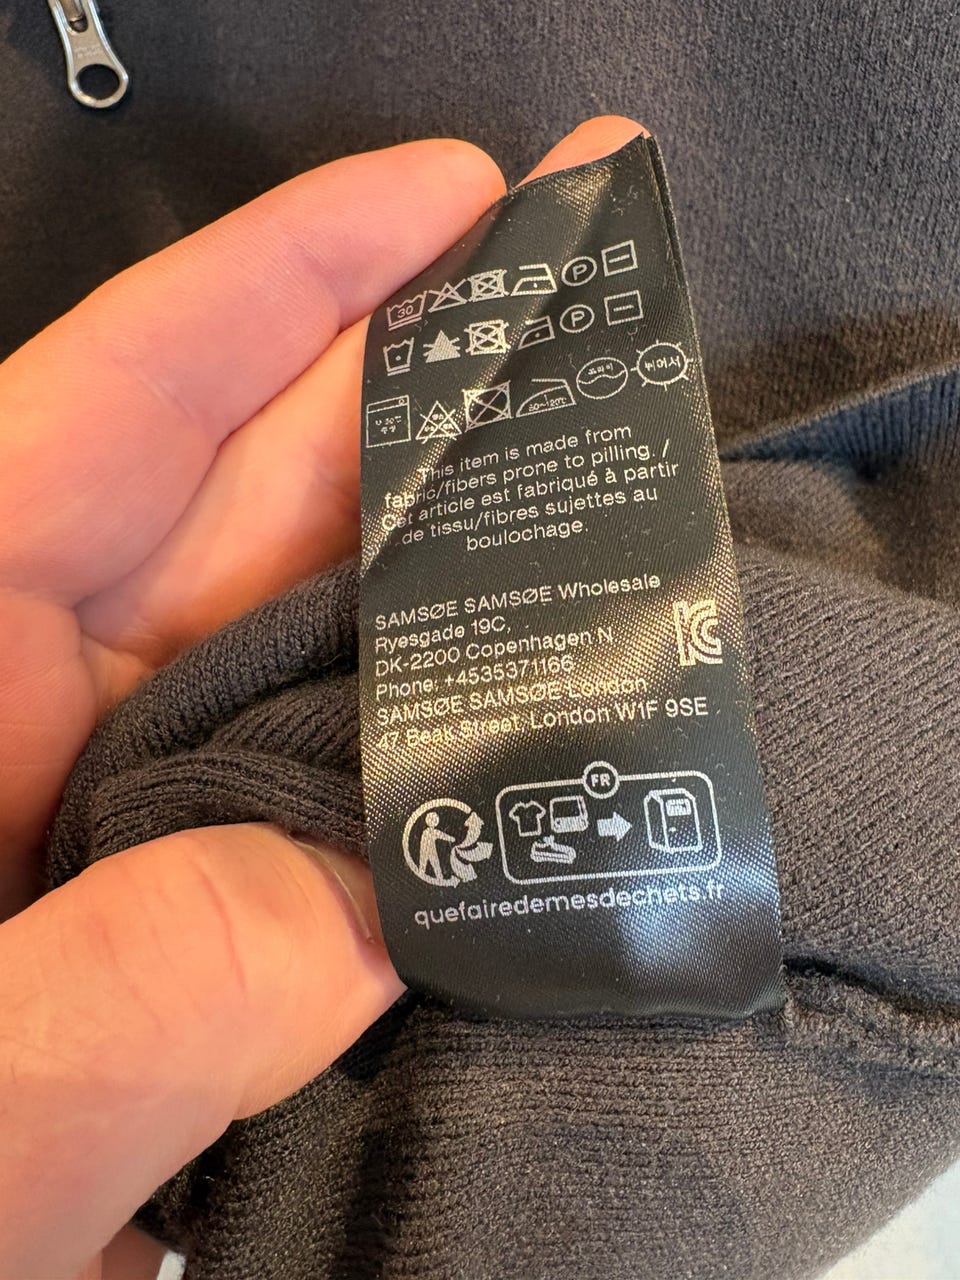 30 P
P
30~120℃
This item is made from
fabric/fibers prone to pilling. /
Cet article est fabriqué à partir
de tissu/fibres sujettes au
boulochage.
SAMSØE SAMSØE Wholesale
Ryesgade 19C,
DK-2200 Copenhagen N
Phone: +4535371166
SAMSØE SAMSØE London
47 Beak Street, London W1F 9SE
FR
quefairedemesdechets.fr